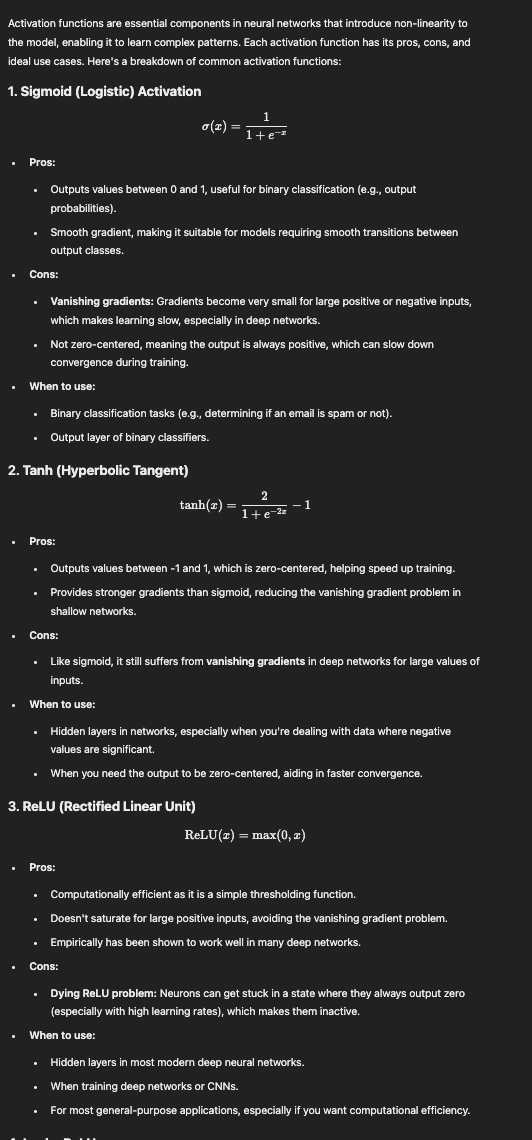 Activation functions are essential components in neural networks that introduce non-linearity to
the model, enabling it to learn complex patterns. Each activation function has its pros, cons, and
ideal use cases. Here's a breakdown of common activation functions:
1. Sigmoid (Logistic) Activation
σ(x) = 1 / (1 + e^{-x})
• Pros:
• Outputs values between 0 and 1, useful for binary classification (e.g., output
probabilities).
• Smooth gradient, making it suitable for models requiring smooth transitions between
output classes.
• Cons:
• Vanishing gradients: Gradients become very small for large positive or negative inputs,
which makes learning slow, especially in deep networks.
• Not zero-centered, meaning the output is always positive, which can slow down
convergence during training.
• When to use:
• Binary classification tasks (e.g., determining if an email is spam or not).
• Output layer of binary classifiers.
2. Tanh (Hyperbolic Tangent)
tanh(x) = 2 / (1 + e^{-2x}) − 1
• Pros:
• Outputs values between -1 and 1, which is zero-centered, helping speed up training.
• Provides stronger gradients than sigmoid, reducing the vanishing gradient problem in
shallow networks.
• Cons:
• Like sigmoid, it still suffers from vanishing gradients in deep networks for large values of
inputs.
• When to use:
• Hidden layers in networks, especially when you're dealing with data where negative
values are significant.
• When you need the output to be zero-centered, aiding in faster convergence.
3. ReLU (Rectified Linear Unit)
ReLU(x) = max(0, x)
• Pros:
• Computationally efficient as it is a simple thresholding function.
• Doesn't saturate for large positive inputs, avoiding the vanishing gradient problem.
• Empirically has been shown to work well in many deep networks.
• Cons:
• Dying ReLU problem: Neurons can get stuck in a state where they always output zero
(especially with high learning rates), which makes them inactive.
• When to use:
• Hidden layers in most modern deep neural networks.
• When training deep networks or CNNs.
• For most general-purpose applications, especially if you want computational efficiency.